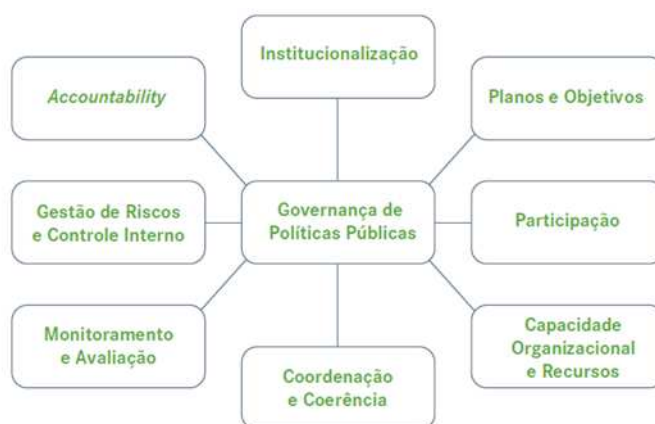 Institucionalização
Accountability
Planos e Objetivos
Gestão de Riscos
e Controle Interno
Governança de
Políticas Públicas
Participação
Monitoramento
e Avaliação
Coordenação
e Coerência
Capacidade
Organizacional
e Recursos